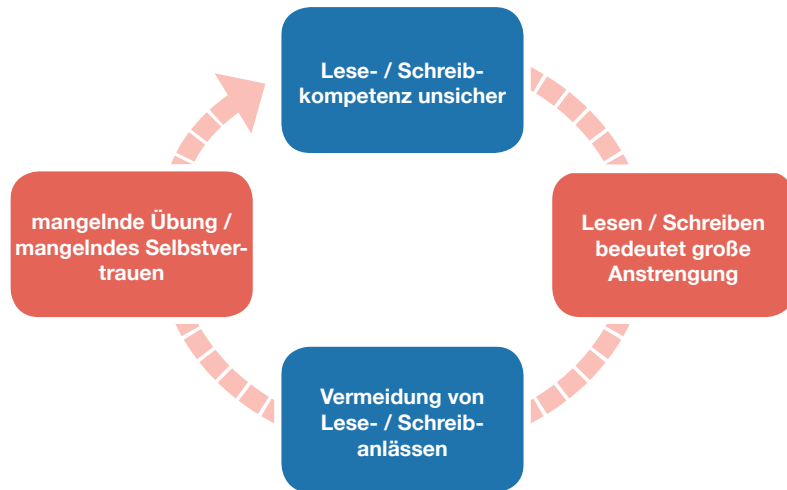 Lese- / Schreib-
kompetenz unsicher
mangelnde Übung /
mangelndes Selbstver-
trauen
Lesen / Schreiben
bedeutet große
Anstrengung
Vermeidung von
Lese- / Schreib-
anlässen